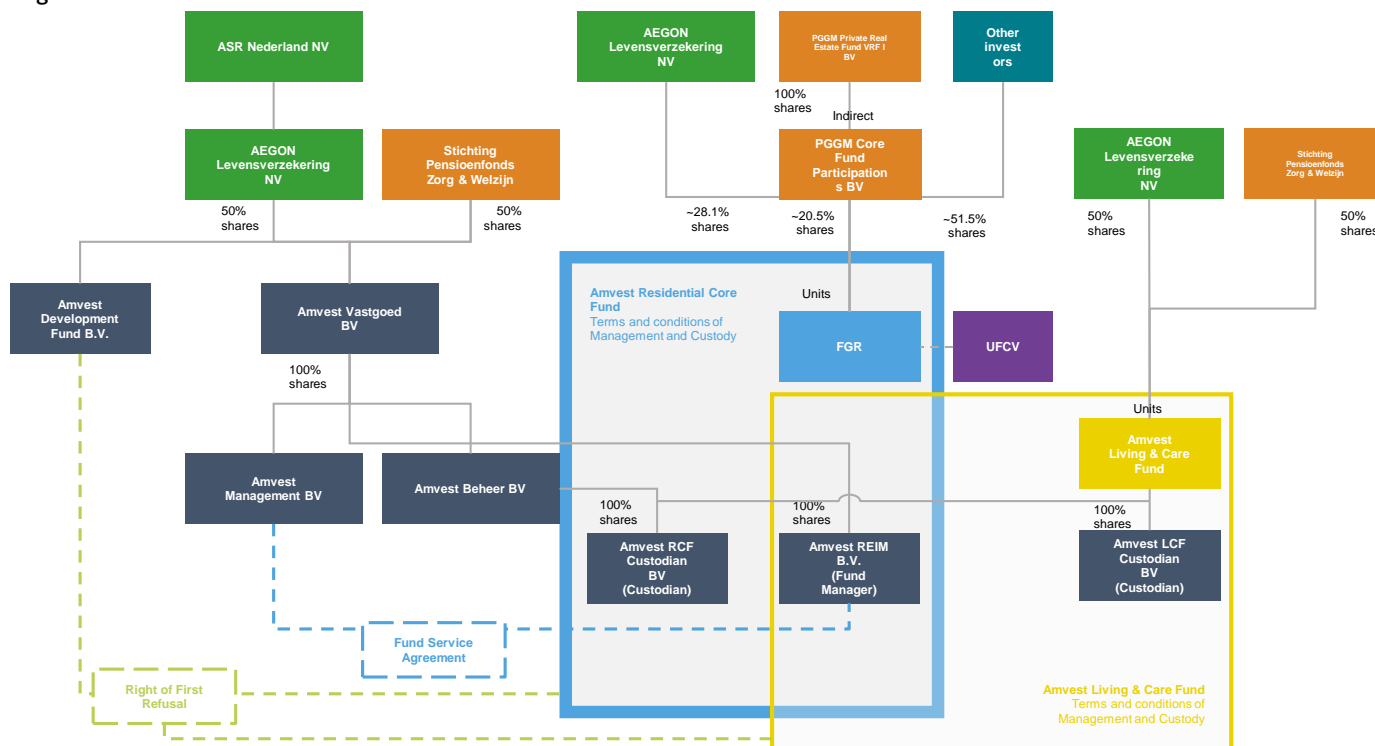 ASR Nederland NV
AEGON
Levensverzekering
NV
PGGM Private Real
Estate Fund VRF I
BV
Other
invest
ors
100%
shares
Indirect
AEGON
Levensverzekering
NV
Stichting
Pensioenfonds
Zorg & Welzijn
PGGM Core
Fund
Participation
s BV
AEGON
Levensverzeke
ring
NV
Stichting
Pensioenfonds
Zorg & Welzijn
50%
shares
50%
shares
~28.1%
shares
~20.5%
shares
~51.5%
shares
50%
shares
50%
shares
Amvest
Development
Fund B.V.
Amvest Vastgoed
BV
Amvest Residential Core
Fund
Terms and conditions of
Management and Custody
Units
FGR
UFCV
100%
shares
Units
Amvest
Living & Care
Fund
Amvest
Management BV
Amvest Beheer BV
100%
shares
100%
shares
100%
shares
Amvest RCF
Custodian
BV
(Custodian)
Amvest REIM
B.V.
(Fund
Manager)
Amvest LCF
Custodian
BV
(Custodian)
Fund Service
Agreement
Right of First
Refusal
Amvest Living & Care Fund
Terms and conditions of
Management and Custody